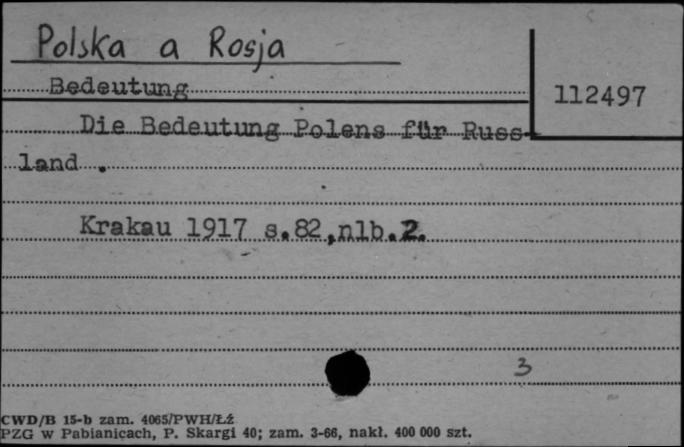 Polska a Rosja
Bedeutung
112497
Die Bedeutung Polens für Russ-
land .
Krakau 1917 s.82,nlb.2.
3
CWD/B 15-b zam. 4065/PWH/Łź
PZG w Pabianicach, P. Skargi 40; zam. 3-66, nakł. 400 000 szt.